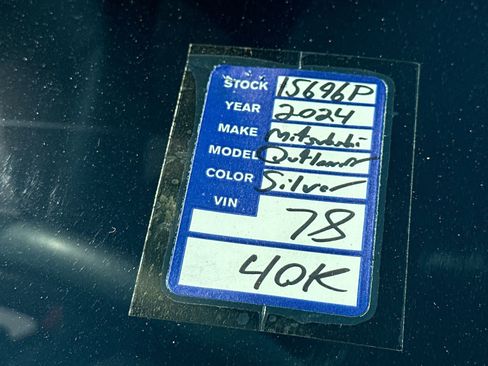 STOCK 15696P
YEAR 2024
MAKE Mitsubishi
MODEL Outlander
COLOR Silver
VIN 78
40K